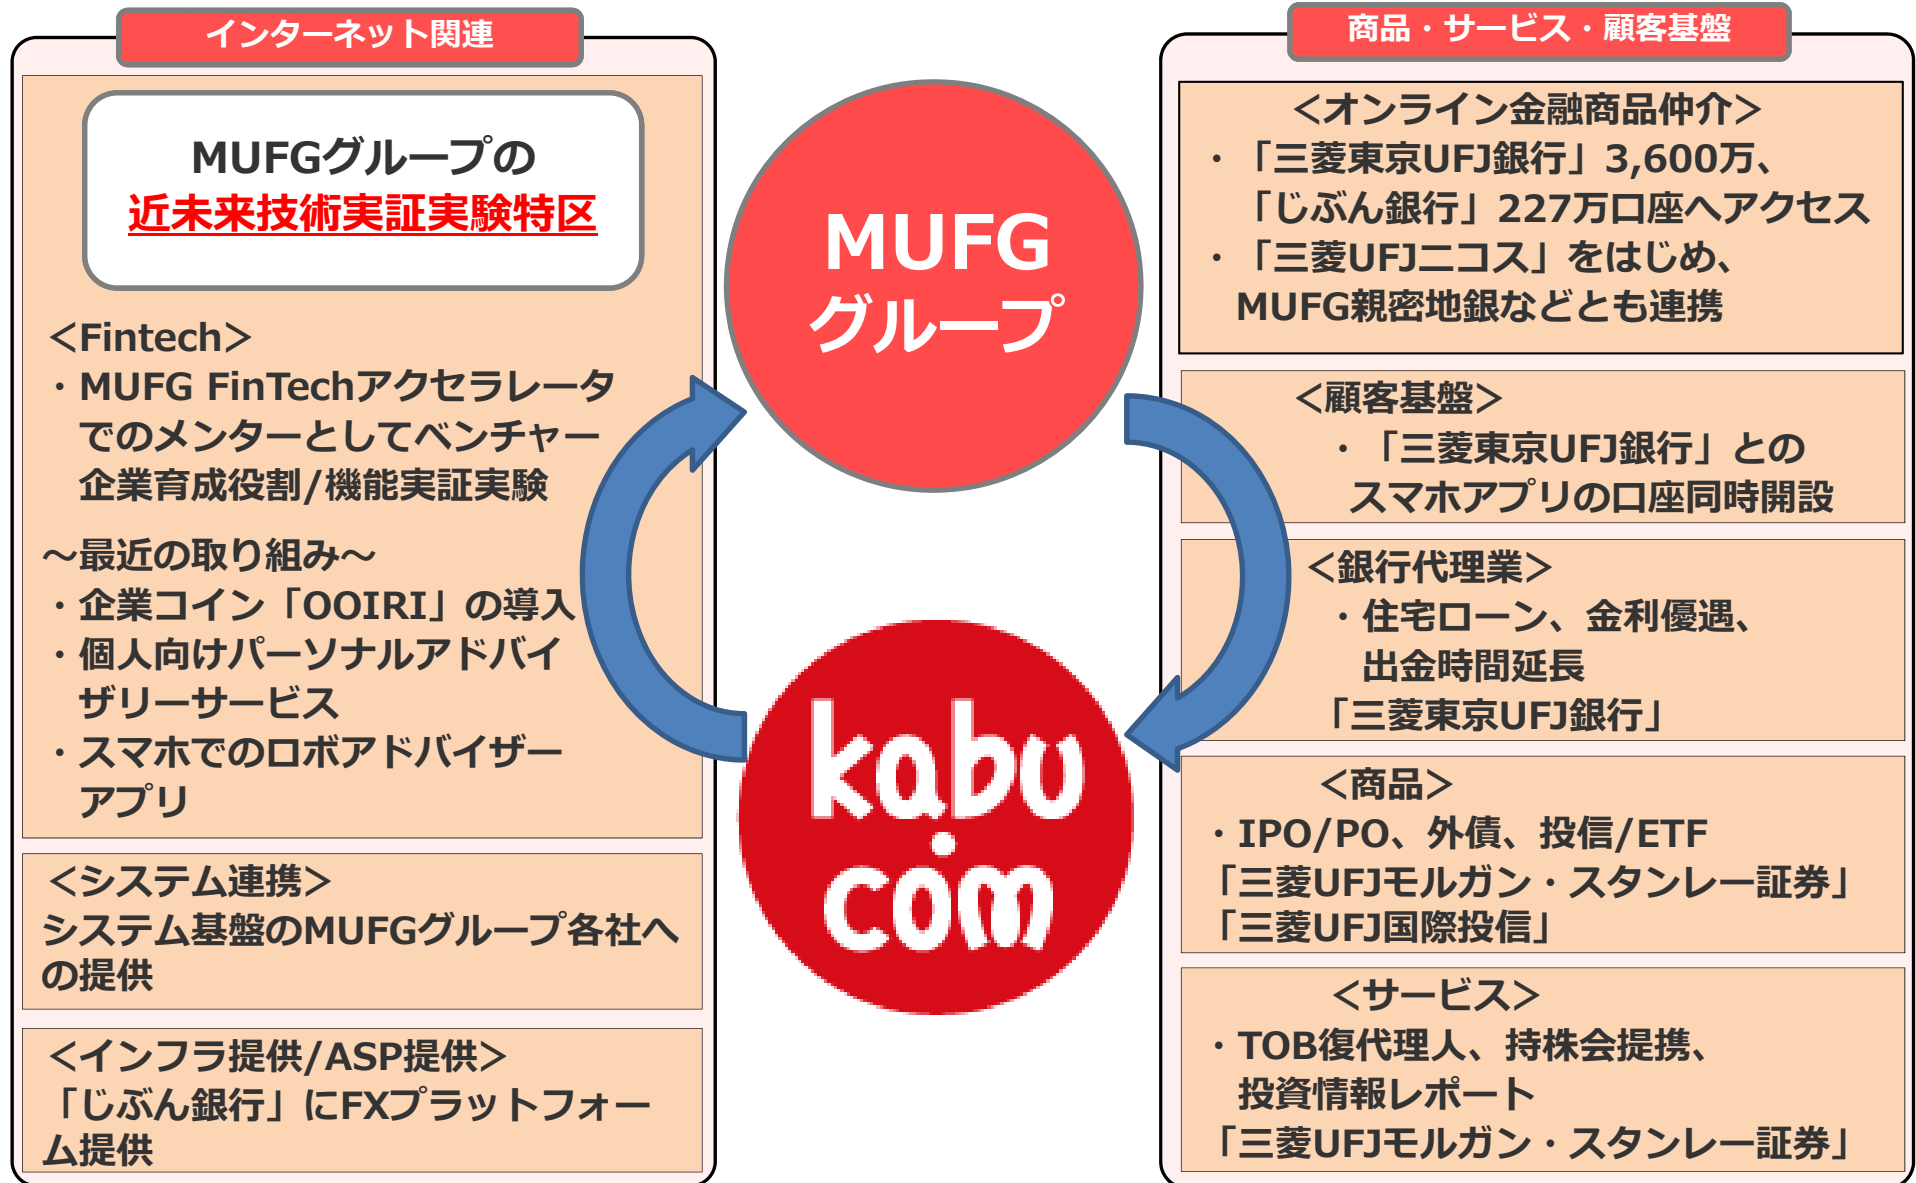 インターネット関連
MUFGグループの
近未来技術実証実験特区
＜Fintech＞
・MUFG FinTechアクセラレータ
でのメンターとしてベンチャー
企業育成役割/機能実証実験
～最近の取り組み～
・企業コイン「OOIRI」の導入
・個人向けパーソナルアドバイ
ザリーサービス
・スマホでのロボアドバイザー
アプリ
＜システム連携＞
システム基盤のMUFGグループ各社へ
の提供
＜インフラ提供/ASP提供＞
「じぶん銀行」にFXプラットフォー
ム提供
MUFG
グループ
kabu
.
com
商品・サービス・顧客基盤
＜オンライン金融商品仲介＞
・「三菱東京UFJ銀行」3,600万、
「じぶん銀行」227万口座へアクセス
・「三菱UFJニコス」をはじめ、
MUFG親密地銀などとも連携
＜顧客基盤＞
・「三菱東京UFJ銀行」との
スマホアプリの口座同時開設
＜銀行代理業＞
・住宅ローン、金利優遇、
出金時間延長
「三菱東京UFJ銀行」
＜商品＞
・IPO/PO、外債、投信/ETF
「三菱UFJモルガン・スタンレー証券」
「三菱UFJ国際投信」
＜サービス＞
・TOB復代理人、持株会提携、
投資情報レポート
「三菱UFJモルガン・スタンレー証券」